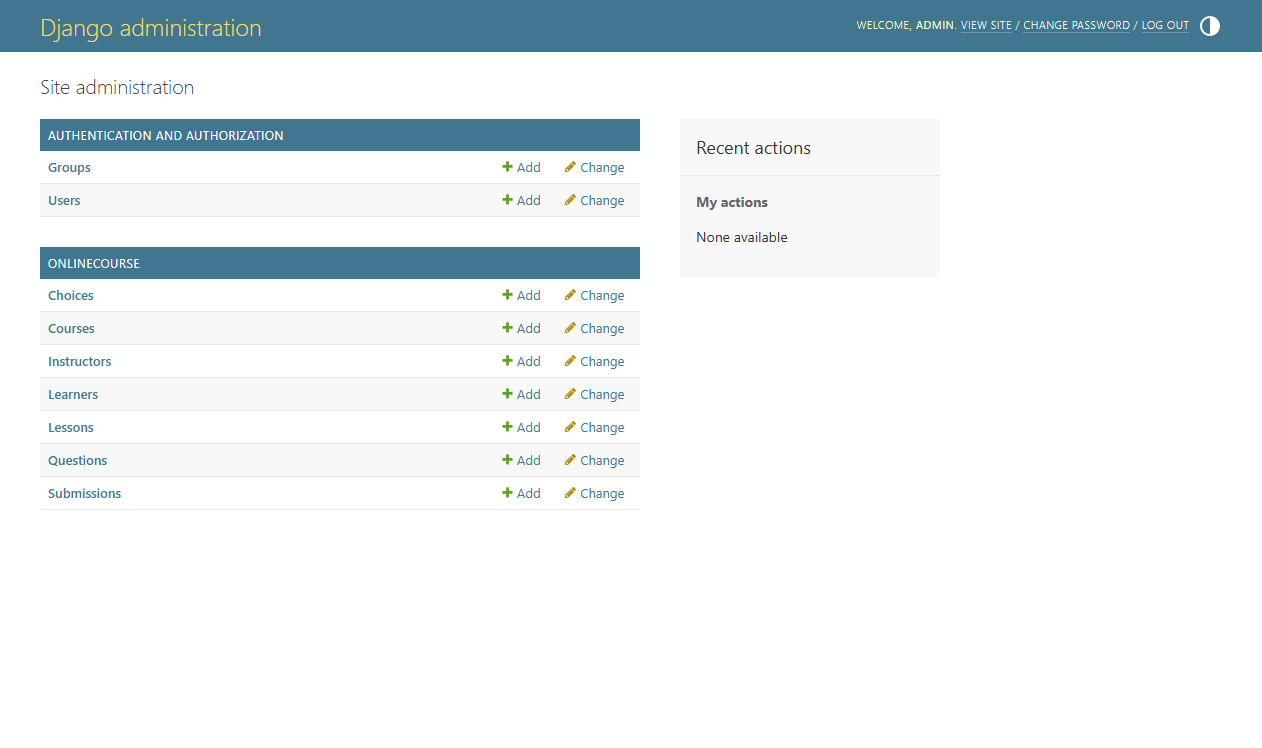 Django administration
WELCOME, ADMIN. VIEW SITE / CHANGE PASSWORD / LOG OUT
Site administration
AUTHENTICATION AND AUTHORIZATION
Groups Add Change
Users Add Change
ONLINECOURSE
Choices Add Change
Courses Add Change
Instructors Add Change
Learners Add Change
Lessons Add Change
Questions Add Change
Submissions Add Change
Recent actions
My actions
None available